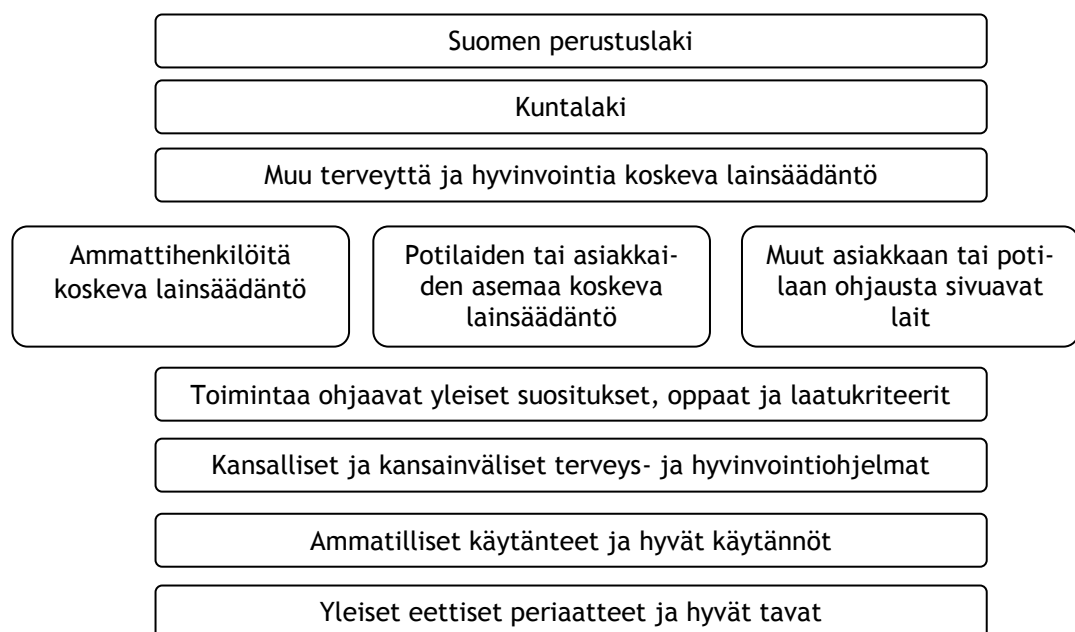 Suomen perustuslaki
Kuntalaki
Muu terveyttä ja hyvinvointia koskeva lainsäädäntö
Ammattihenkilöitä
koskeva lainsäädäntö
Potilaiden tai asiakkai-
den asemaa koskeva
lainsäädäntö
Muut asiakkaan tai poti-
laan ohjausta sivuavat
lait
Toimintaa ohjaavat yleiset suositukset, oppaat ja laatukriteerit
Kansalliset ja kansainväliset terveys- ja hyvinvointiohjelmat
Ammatilliset käytänteet ja hyvät käytännöt
Yleiset eettiset periaatteet ja hyvät tavat